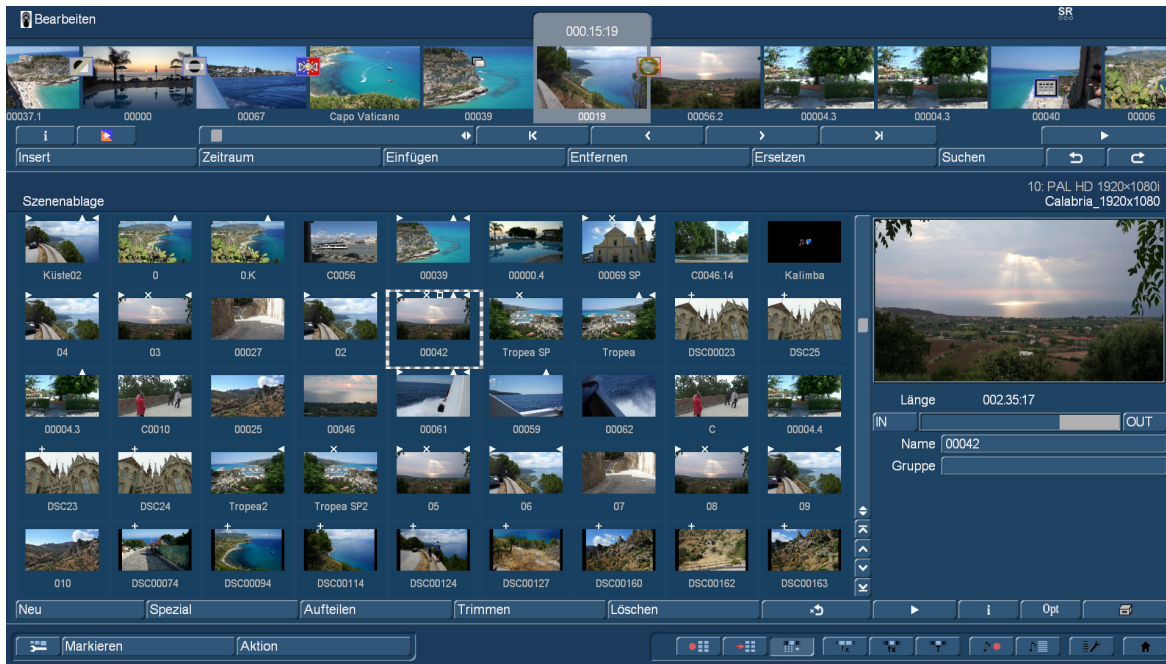 Bearbeiten
SR
000.15:19
00037.1 00000 00067 Capo Vaticano 00039 00019 00056.2 00004.3 00004.3 00040 00006
i
Insert Zeitraum Einfügen Entfernen Ersetzen Suchen
10: PAL HD 1920×1080i
Szenenablage Calabria_1920x1080
Küste02 0 0.K C0056 00039 00000.4 00069 SP C0046.14 Kalimba
04 03 00027 02 00042 Tropea SP Tropea DSC00023 DSC25
00004.3 C0010 00025 00046 00061 00059 00062 C 00004.4
Länge 002.35:17
IN OUT
Name 00042
Gruppe
DSC23 DSC24 Tropea2 Tropea SP2 05 06 07 08 09
010 DSC00074 DSC00094 DSC00114 DSC00124 DSC00127 DSC00160 DSC00162 DSC00163
Neu Spezial Aufteilen Trimmen Löschen i Opt
Markieren Aktion fx fx T